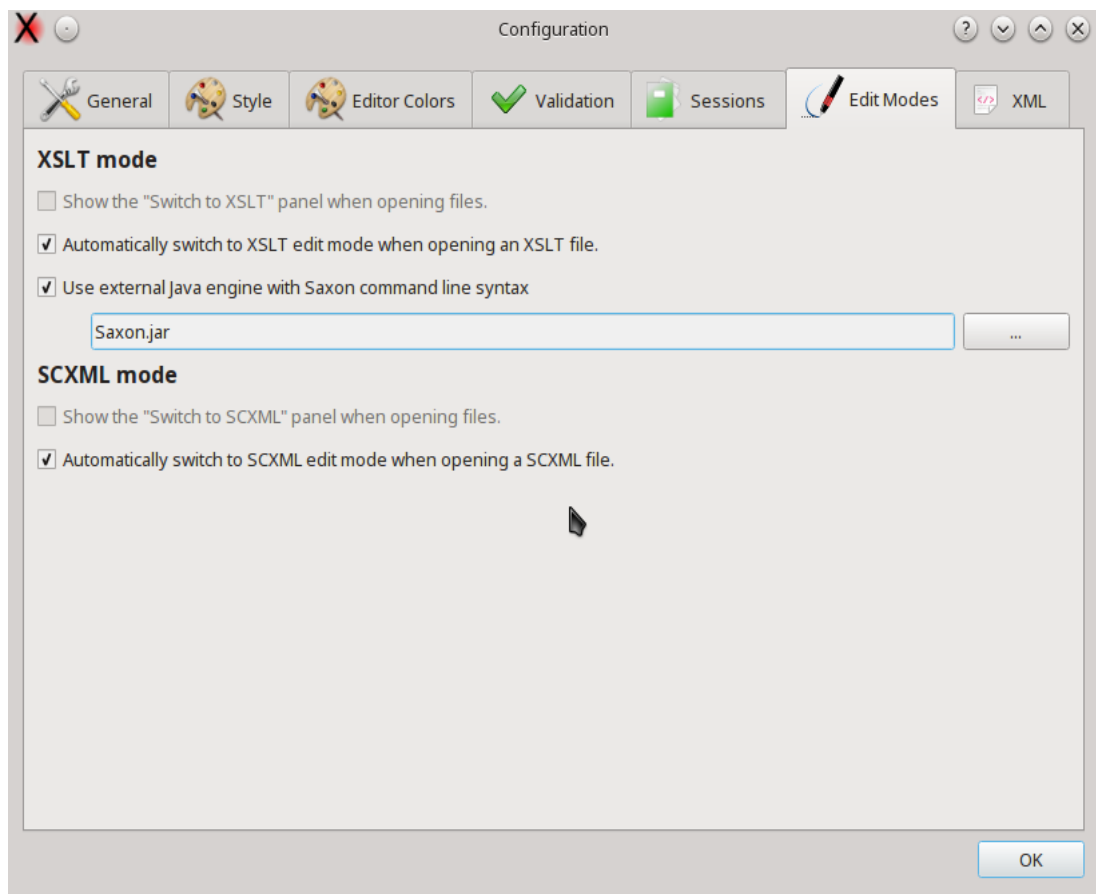 Configuration
General Style Editor Colors Validation Sessions Edit Modes XML
XSLT mode
Show the "Switch to XSLT" panel when opening files.
Automatically switch to XSLT edit mode when opening an XSLT file.
Use external Java engine with Saxon command line syntax
Saxon.jar ...
SCXML mode
Show the "Switch to SCXML" panel when opening files.
Automatically switch to SCXML edit mode when opening a SCXML file.
OK